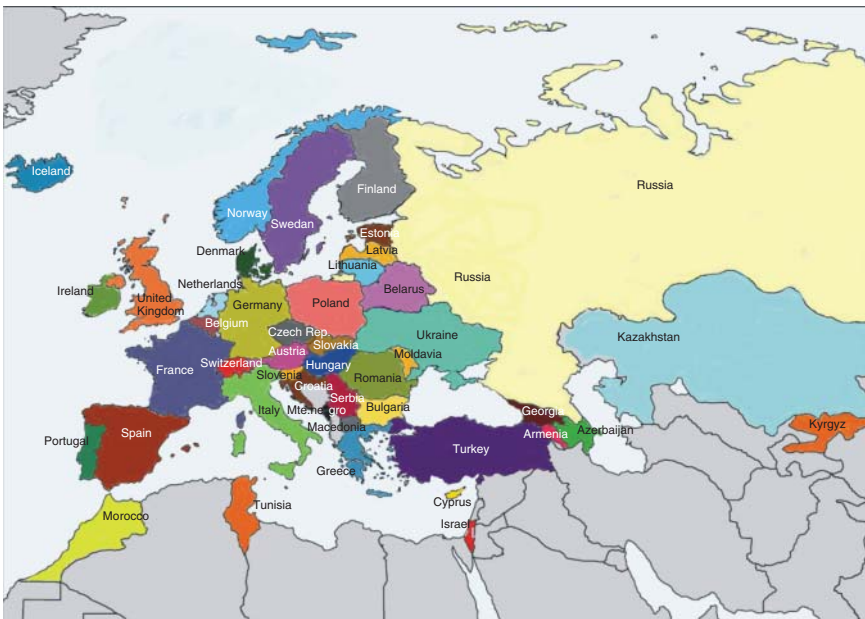 Iceland
Russia
Finland
Norway
Swedan
Estonia
Denmark
Latvia
Lithuania
Russia
Netherlands
Belarus
Ireland
United
Kingdom
Germany
Poland
Belgium
Czech Rep.
Ukraine
Kazakhstan
Slovakia
Austria
Moldavia
Switzerland
Hungary
France
Slovenia
Romania
Croatia
Serbia
Italy
Mte.ne gro
Bulgaria
Georgia
Kyrgyz
Portugal
Spain
Macedonia
Armenia
Azerbaijan
Turkey
Greece
Cyprus
Tunisia
Morocco
Israel